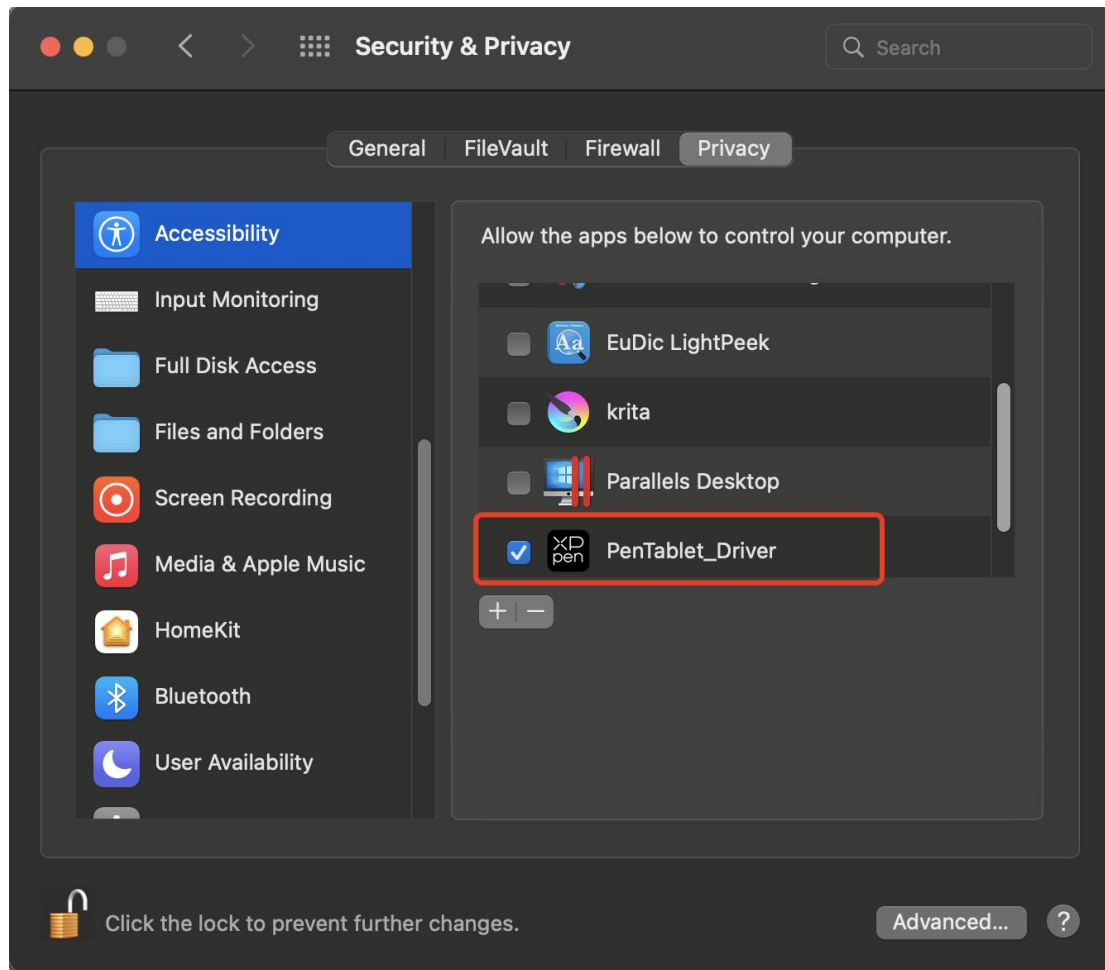 Security & Privacy
Search
General FileVault Firewall Privacy
Accessibility
Input Monitoring
Full Disk Access
Files and Folders
Screen Recording
Media & Apple Music
HomeKit
Bluetooth
User Availability
Allow the apps below to control your computer.
Aa EuDic LightPeek
krita
Parallels Desktop
XP
pen PenTablet_Driver
+ −
Click the lock to prevent further changes.
Advanced... ?